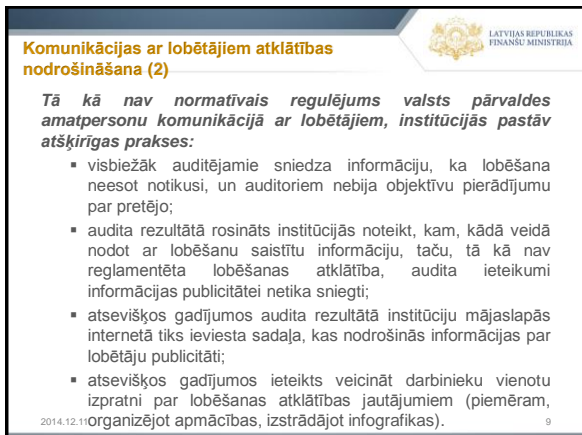 LATVIJAS REPUBLIKAS
FINANŠU MINISTRIJA
Komunikācijas ar lobētājiem atklātības
nodrošināšana (2)
Tā kā nav normatīvais regulējums valsts pārvaldes
amatpersonu komunikācijā ar lobētājiem, institūcijās pastāv
atšķirīgas prakses:
▪ visbiežāk auditējamie sniedza informāciju, ka lobēšana
neesot notikusi, un auditoriem nebija objektīvu pierādījumu
par pretējo;
▪ audita rezultātā rosināts institūcijās noteikt, kam, kādā veidā
nodot ar lobēšanu saistītu informāciju, taču, tā kā nav
reglamentēta lobēšanas atklātība, audita ieteikumi
informācijas publicitātei netika sniegti;
▪ atsevišķos gadījumos audita rezultātā institūciju mājaslapās
internetā tiks ieviesta sadaļa, kas nodrošinās informācijas par
lobētāju publicitāti;
▪ atsevišķos gadījumos ieteikts veicināt darbinieku vienotu
izpratni par lobēšanas atklātības jautājumiem (piemēram,
organizējot apmācības, izstrādājot infografikas).
2014.12.11
9